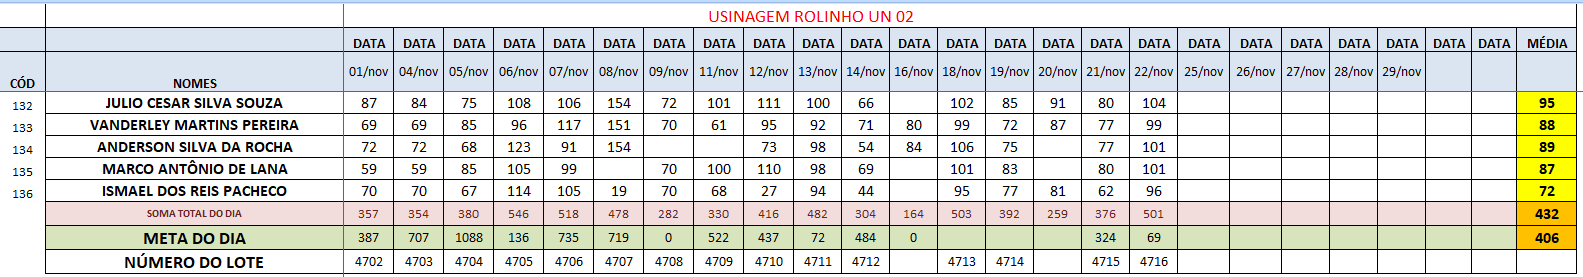 USINAGEM ROLINHO UN 02
DATA DATA DATA DATA DATA DATA DATA DATA DATA DATA DATA DATA DATA DATA DATA DATA DATA DATA DATA DATA DATA DATA DATA DATA MÉDIA
CÓD NOMES 01/nov 04/nov 05/nov 06/nov 07/nov 08/nov 09/nov 11/nov 12/nov 13/nov 14/nov 16/nov 18/nov 19/nov 20/nov 21/nov 22/nov 25/nov 26/nov 27/nov 28/nov 29/nov
132 JULIO CESAR SILVA SOUZA 87 84 75 108 106 154 72 101 111 100 66 102 85 91 80 104 95
133 VANDERLEY MARTINS PEREIRA 69 69 85 96 117 151 70 61 95 92 71 80 99 72 87 77 99 88
134 ANDERSON SILVA DA ROCHA 72 72 68 123 91 154 73 98 54 84 106 75 77 101 89
135 MARCO ANTÔNIO DE LANA 59 59 85 105 99 70 100 110 98 69 101 83 80 101 87
136 ISMAEL DOS REIS PACHECO 70 70 67 114 105 19 70 68 27 94 44 95 77 81 62 96 72
SOMA TOTAL DO DIA 357 354 380 546 518 478 282 330 416 482 304 164 503 392 259 376 501 432
META DO DIA 387 707 1088 136 735 719 0 522 437 72 484 0 324 69 406
NÚMERO DO LOTE 4702 4703 4704 4705 4706 4707 4708 4709 4710 4711 4712 4713 4714 4715 4716